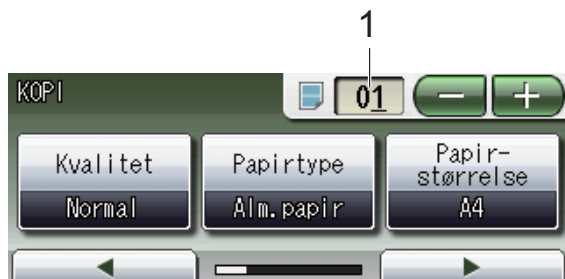 1
KOPI 01 - +
Kvalitet Papirtype Papir-
størrelse
Normal Alm.papir A4